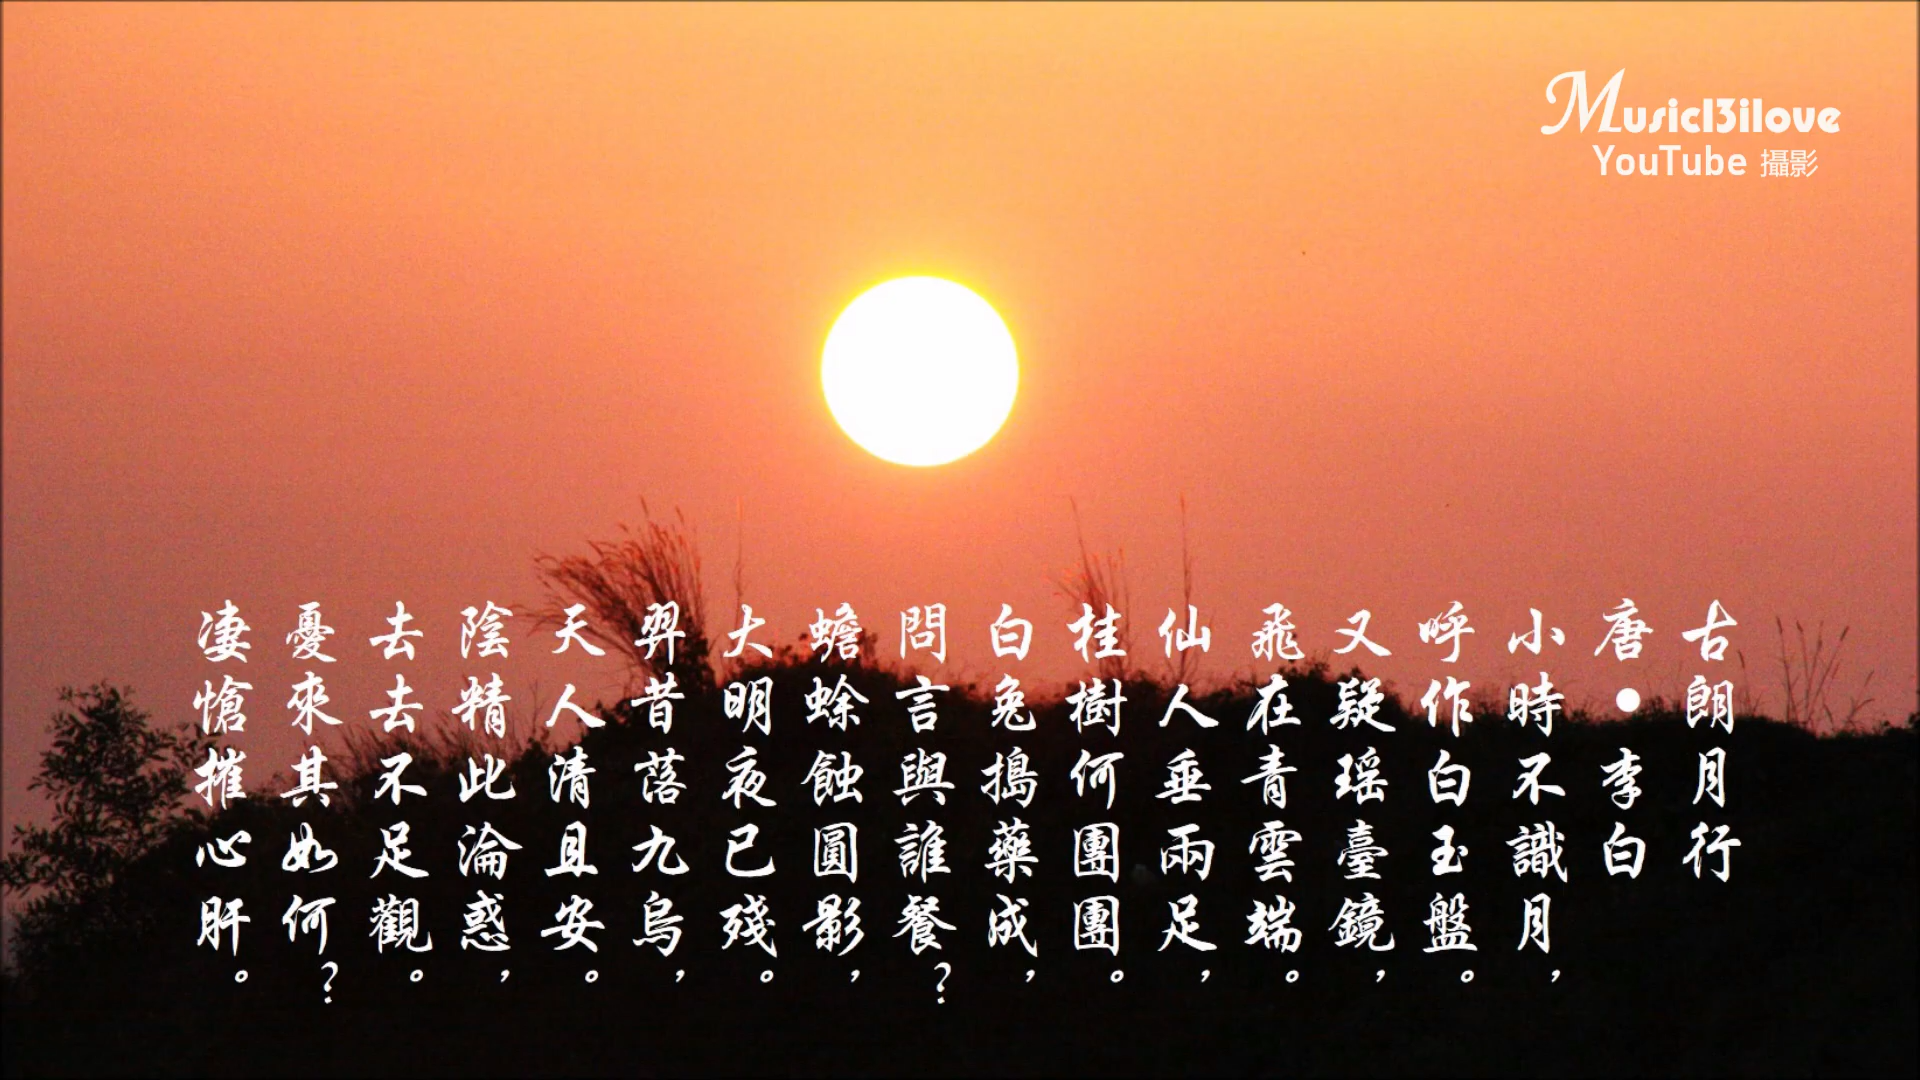 Musicl3ilove
YouTube 攝影
古朗月行
唐•李白
小時不識月，
呼作白玉盤。
又疑瑶臺鏡，
飛在青雲端。
仙人垂兩足，
桂樹何團團。
白兔搗藥成，
問言與誰餐?
蟾蜍蝕圓影，
大明夜已殘。
羿昔落九烏，
天人清且安。
陰精此淪惑，
去去不足觀。
憂來其如何?
凄愴摧心肝。